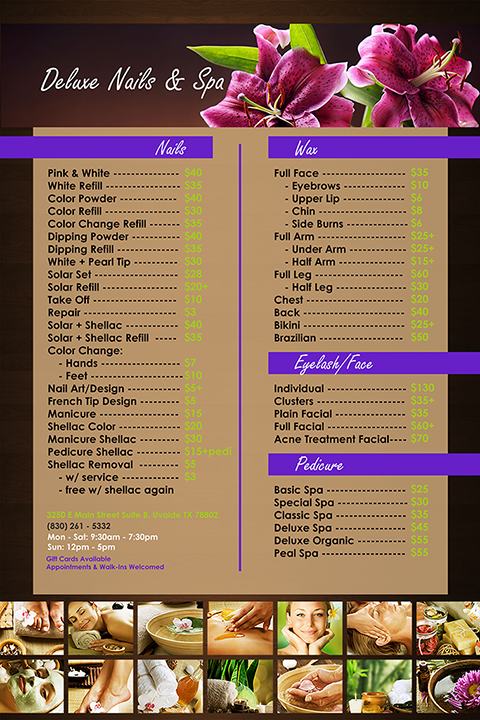 Deluxe Nails & Spa
Nails
Pink & White -------------- $40
White Refill --------------- $35
Color Powder ------------- $40
Color Refill ---------------- $30
Color Change Refill ------- $35
Dipping Powder ---------- $40
Dipping Refill ------------- $35
White + Pearl Tip --------- $30
Solar Set ------------------ $28
Solar Refill ---------------- $20+
Take Off ------------------ $10
Repair -------------------- $3
Solar + Shellac ----------- $40
Solar + Shellac Refill ----- $35
Color Change:
- Hands ----------------- $7
- Feet ------------------- $10
Nail Art/Design ----------- $5+
French Tip Design --------- $5
Manicure ----------------- $15
Shellac Color ------------- $20
Manicure Shellac --------- $30
Pedicure Shellac ---------- $15+pedi
Shellac Removal --------- $5
- w/ service ------------- $3
- free w/ shellac again
3250 E Main Street Suite B, Uvalde TX 78802
(830) 261 - 5332
Mon - Sat: 9:30am - 7:30pm
Sun: 12pm - 5pm
Gift Cards Available
Appointments & Walk-Ins Welcomed
Wax
Full Face ------------------ $35
- Eyebrows -------------- $10
- Upper Lip -------------- $6
- Chin -------------------- $8
- Side Burns ------------- $6
Full Arm ------------------ $25+
- Under Arm ------------ $25+
- Half Arm --------------- $15+
Full Leg ------------------- $60
- Half Leg --------------- $30
Chest --------------------- $20
Back ---------------------- $40
Bikini ---------------------- $25+
Brazilian ------------------ $50
Eyelash/Face
Individual ----------------- $130
Clusters ------------------- $35+
Plain Facial --------------- $35
Full Facial ----------------- $60+
Acne Treatment Facial---- $70
Pedicure
Basic Spa ----------------- $25
Special Spa --------------- $30
Classic Spa --------------- $35
Deluxe Spa --------------- $45
Deluxe Organic ---------- $55
Peal Spa ------------------ $55